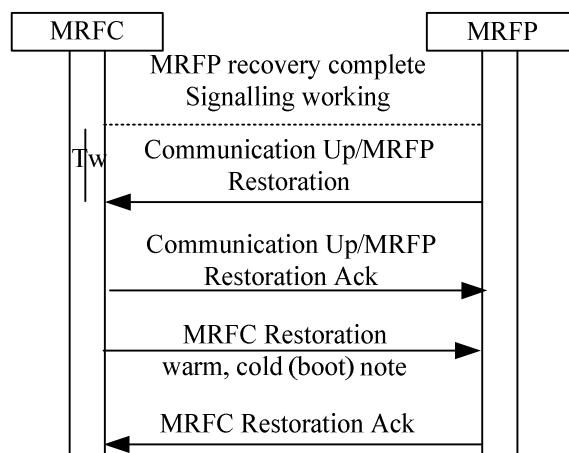 MRFC
MRFP
MRFP recovery complete
Signalling working
Tw
Communication Up/MRFP
Restoration
Communication Up/MRFP
Restoration Ack
MRFC Restoration
warm, cold (boot) note
MRFC Restoration Ack